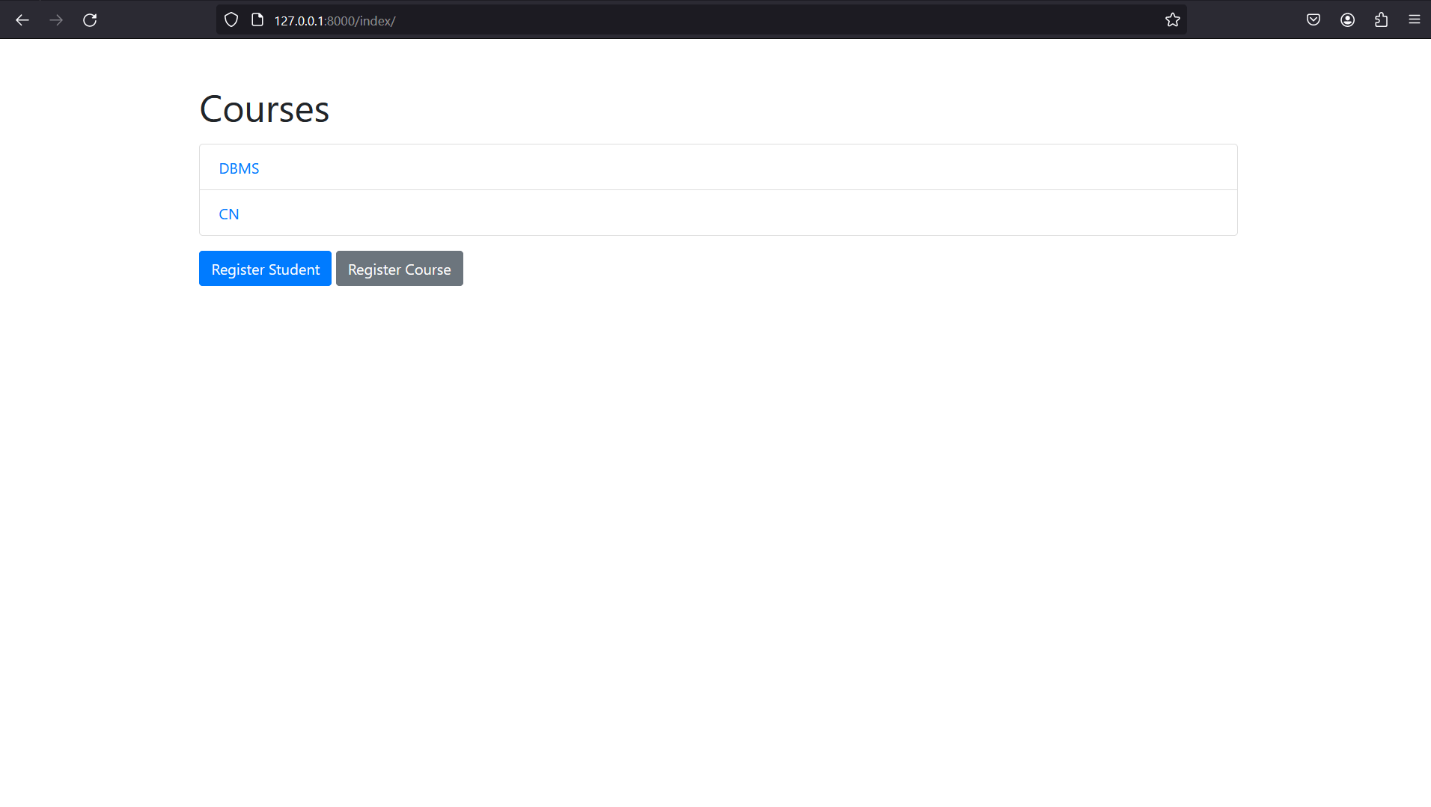 127.0.0.1:8000/index/
Courses
DBMS
CN
Register Student Register Course